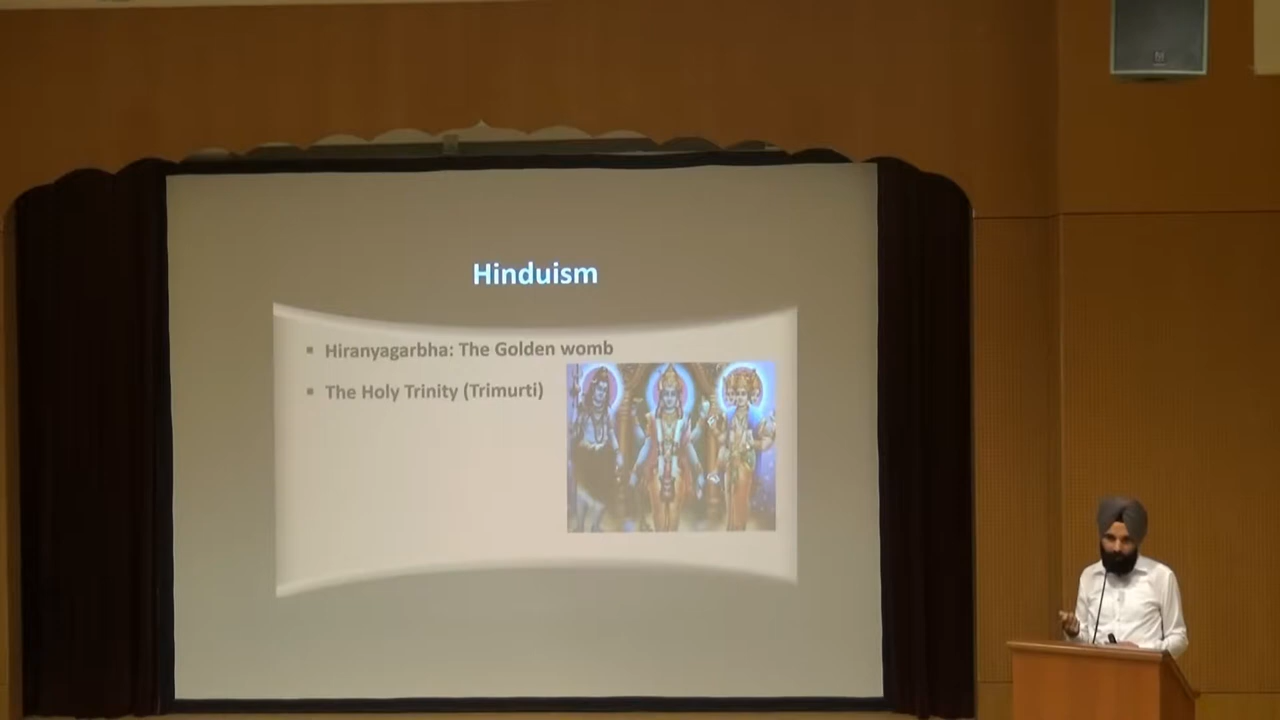 Hinduism
▪ Hiranyagarbha: The Golden womb
▪ The Holy Trinity (Trimurti)